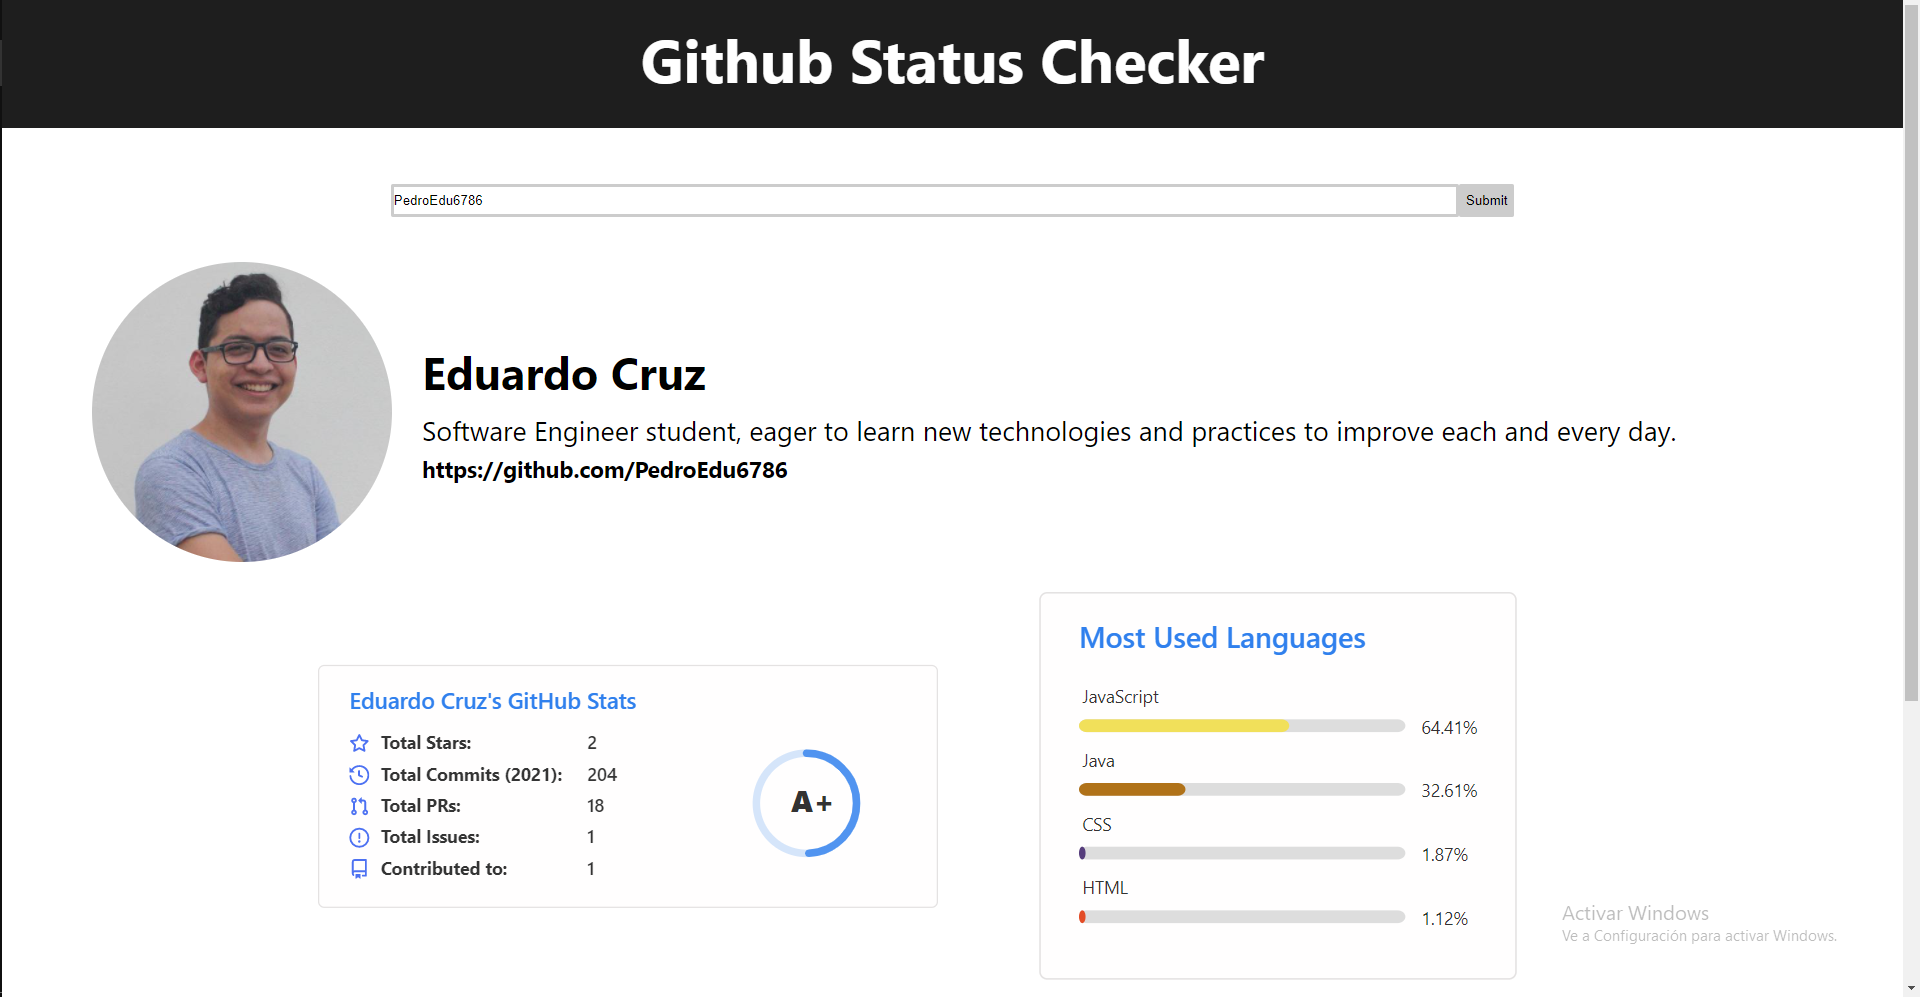 Github Status Checker
PedroEdu6786 Submit
Eduardo Cruz
Software Engineer student, eager to learn new technologies and practices to improve each and every day.
https://github.com/PedroEdu6786
Eduardo Cruz's GitHub Stats
Total Stars: 2
Total Commits (2021): 204
Total PRs: 18
Total Issues: 1
Contributed to: 1
A+
Most Used Languages
JavaScript
64.41%
Java
32.61%
CSS
1.87%
HTML
1.12%
Activar Windows
Ve a Configuración para activar Windows.